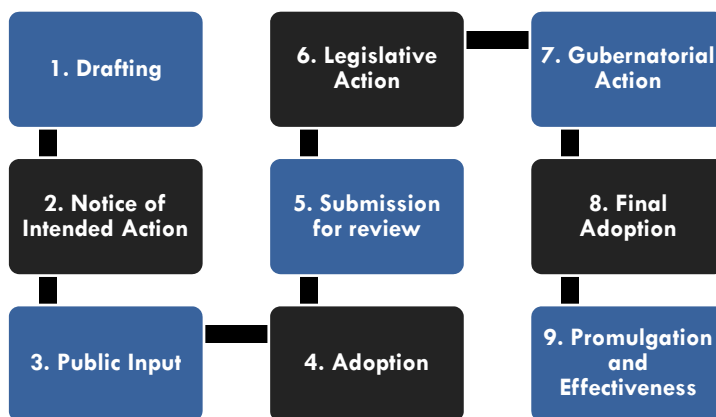 1. Drafting
2. Notice of
Intended Action
3. Public Input
4. Adoption
5. Submission
for review
6. Legislative
Action
7. Gubernatorial
Action
8. Final
Adoption
9. Promulgation
and
Effectiveness